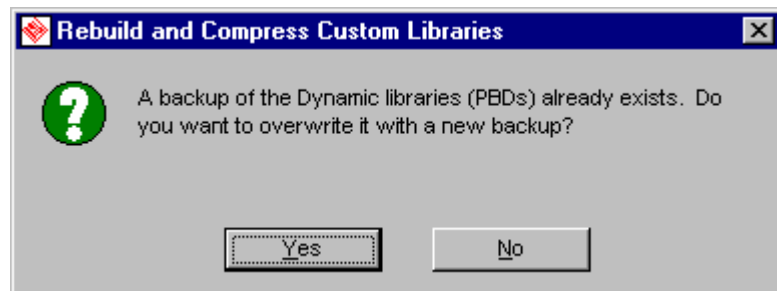 Rebuild and Compress Custom Libraries
A backup of the Dynamic libraries (PBDs) already exists.  Do
you want to overwrite it with a new backup?
Yes
No